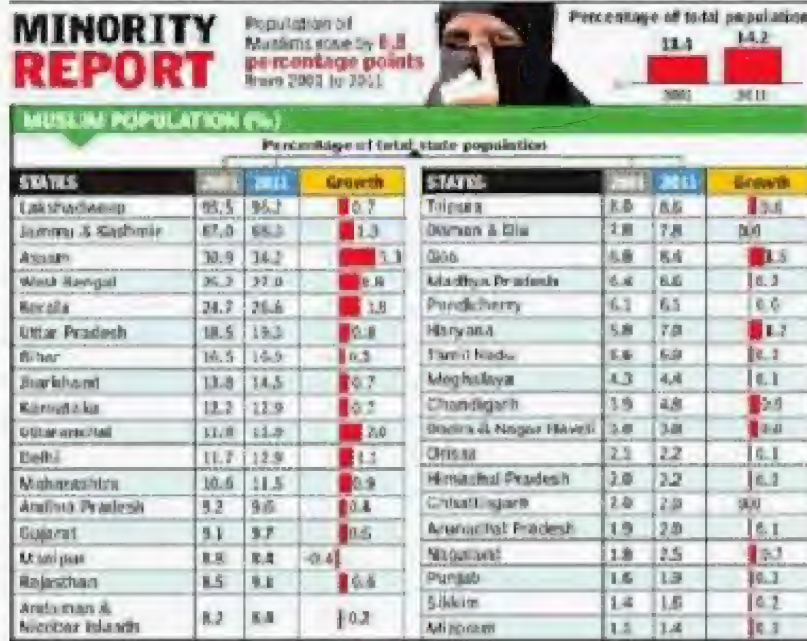 MINORITY
REPORT
Population of
Muslims rose by 0.8
percentage points
from 2001 to 2011
Percentage of total population
13.4 14.2
2001 2011
MUSLIM POPULATION (%)
Percentage of total state population
STATES 2001 2011 Growth
Lakshadweep 95.5 96.2 0.7
Jammu & Kashmir 67.0 68.3 1.3
Assam 30.9 34.2 3.3
West Bengal 25.2 27.0
Kerala 24.7 26.6 1.9
Uttar Pradesh 18.5 19.3 0.8
Bihar 16.5 16.9 0.3
Jharkhand 13.8 14.5 0.7
Karnataka 12.2 12.9 0.7
Uttaranchal 11.9 13.9 2.0
Delhi 11.7 12.9 1.1
Maharashtra 10.6 11.5 0.9
Andhra Pradesh 9.2 9.6 0.4
Gujarat 9.1 9.7 0.6
Manipur 8.8 8.4 -0.4
Rajasthan 8.5 9.1 0.6
Andaman &
Nicobar Islands 8.2 8.4 0.2
STATES 2001 2011 Growth
Tripura 8.0 8.6 0.6
Daman & Diu 7.8 7.8
Goa 6.8 8.4
Madhya Pradesh 6.4 6.6 0.2
Pondicherry 6.1 6.1 0.0
Haryana 5.8 7.0 1.2
Tamil Nadu 5.6 5.9 0.3
Meghalaya 4.3 4.4 0.1
Chandigarh 3.9 4.8 0.9
Dadra & Nagar Haveli 3.0 3.8 0.8
Orissa 2.1 2.2 0.1
Himachal Pradesh 2.0 2.2 0.2
Chhattisgarh 2.0 2.0
Arunachal Pradesh 1.9 2.0 0.1
Nagaland 1.8 2.5 0.7
Punjab 1.6 1.9 0.3
Sikkim 1.4 1.6 0.2
Mizoram 1.1 1.4 0.3